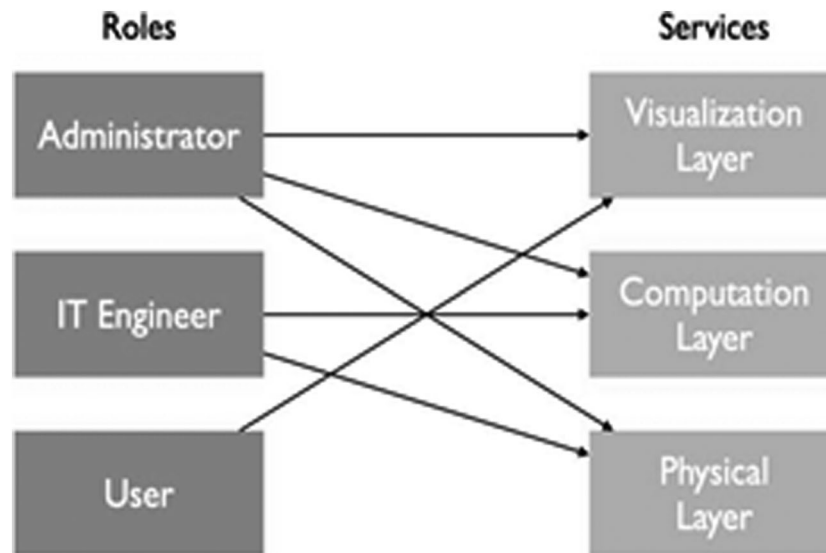 Roles
Services
Administrator
Visualization
Layer
IT Engineer
Computation
Layer
User
Physical
Layer